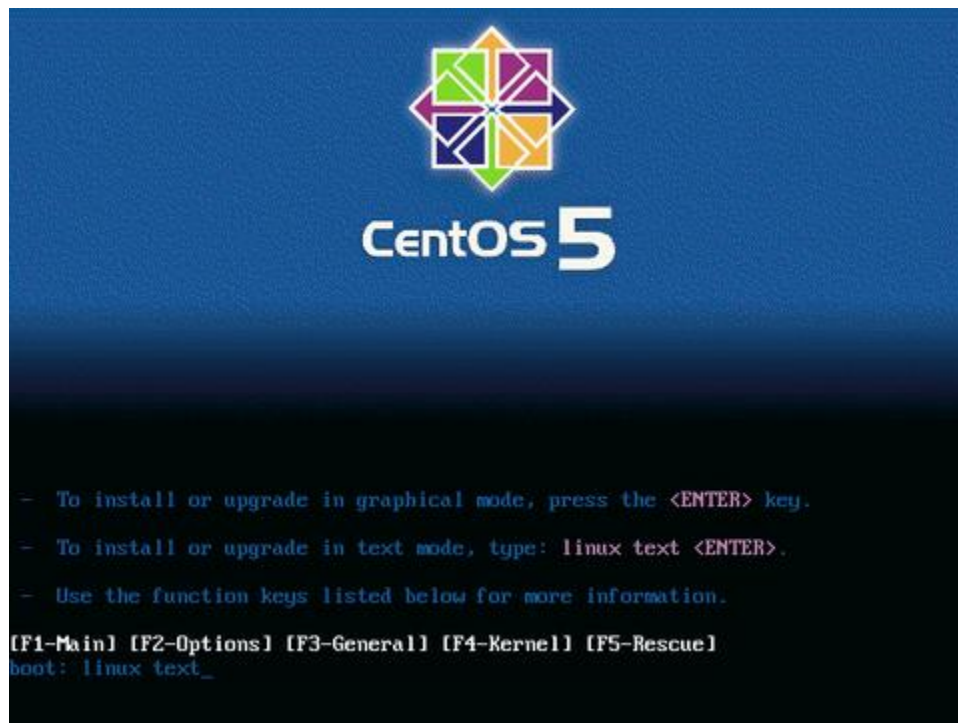 CentOS 5
- To install or upgrade in graphical mode, press the <ENTER> key.
- To install or upgrade in text mode, type: linux text <ENTER>.
- Use the function keys listed below for more information.
[F1-Main] [F2-Options] [F3-General] [F4-Kernel] [F5-Rescue]
boot: linux text_